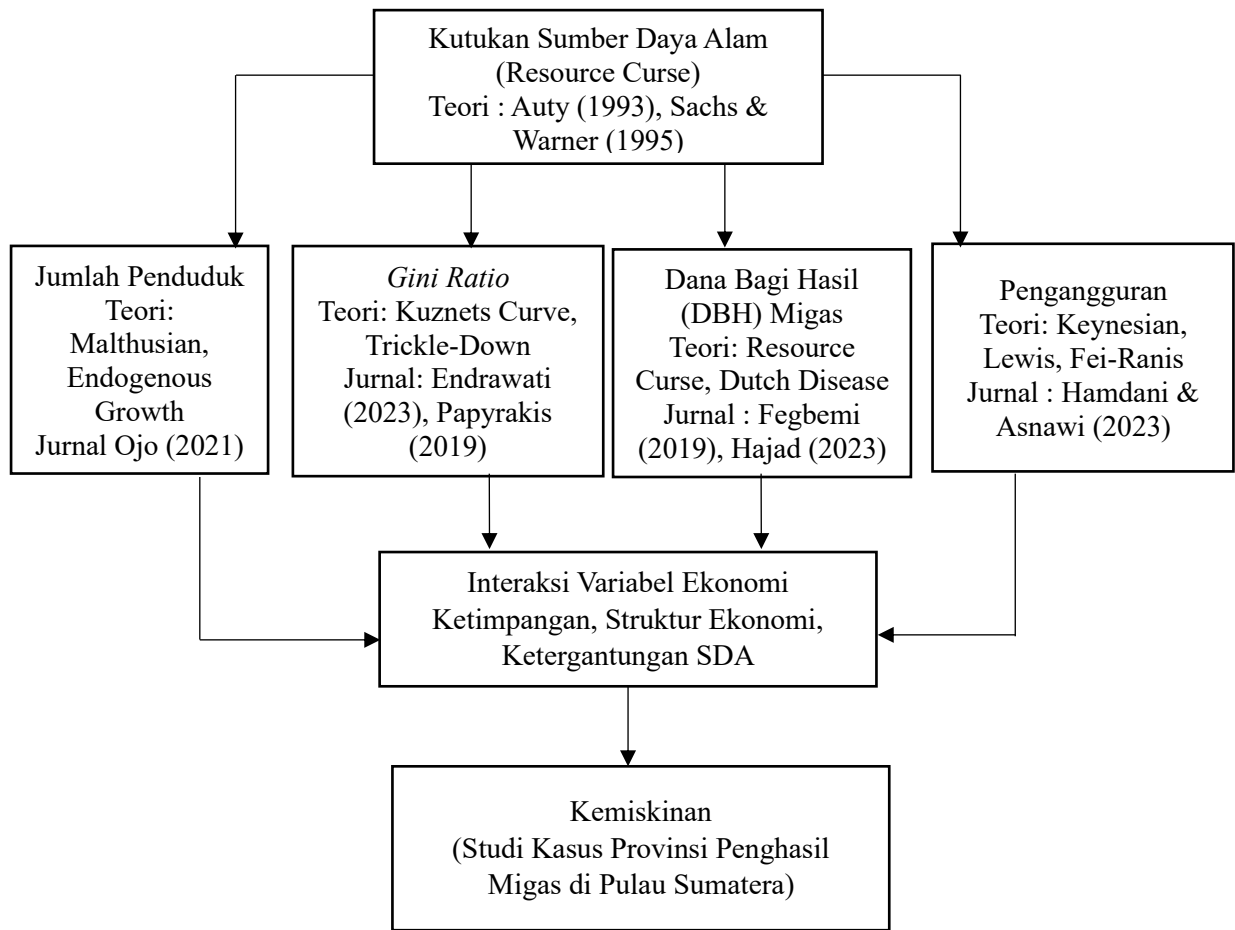 Kutukan Sumber Daya Alam
(Resource Curse)
Teori : Auty (1993), Sachs &
Warner (1995)
Jumlah Penduduk
Teori:
Malthusian,
Endogenous
Growth
Jurnal Ojo (2021)
Gini Ratio
Teori: Kuznets Curve,
Trickle-Down
Jurnal: Endrawati
(2023), Papyrakis
(2019)
Dana Bagi Hasil
(DBH) Migas
Teori: Resource
Curse, Dutch Disease
Jurnal : Fegbemi
(2019), Hajad (2023)
Pengangguran
Teori: Keynesian,
Lewis, Fei-Ranis
Jurnal : Hamdani &
Asnawi (2023)
Interaksi Variabel Ekonomi
Ketimpangan, Struktur Ekonomi,
Ketergantungan SDA
Kemiskinan
(Studi Kasus Provinsi Penghasil
Migas di Pulau Sumatera)